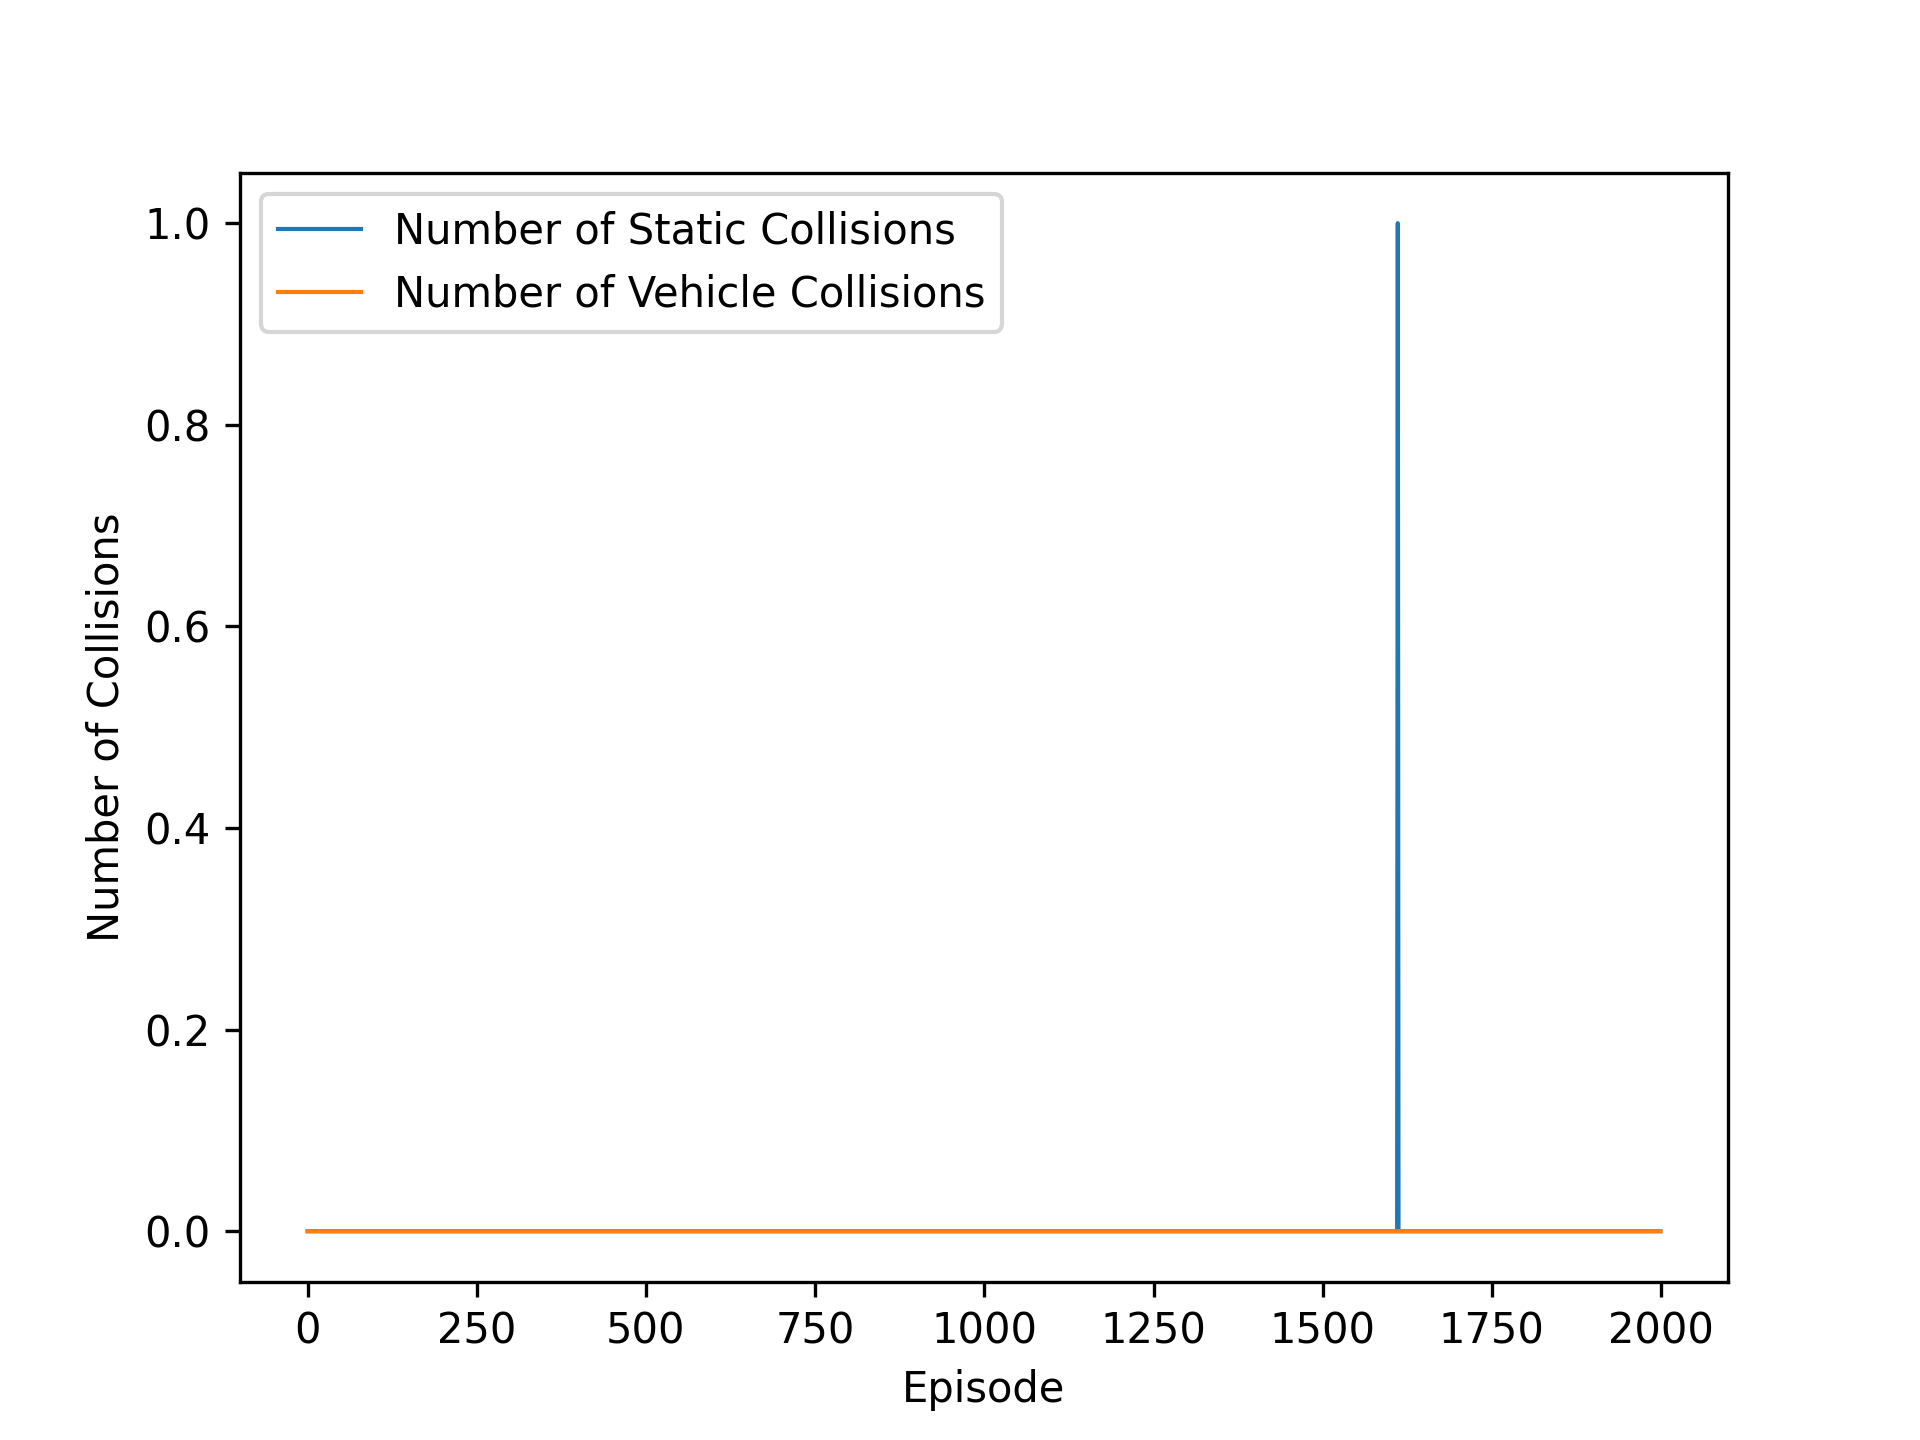 Number of Static Collisions
Number of Vehicle Collisions
1.0
0.8
0.6
0.4
0.2
0.0
Number of Collisions
0 250 500 750 1000 1250 1500 1750 2000
Episode